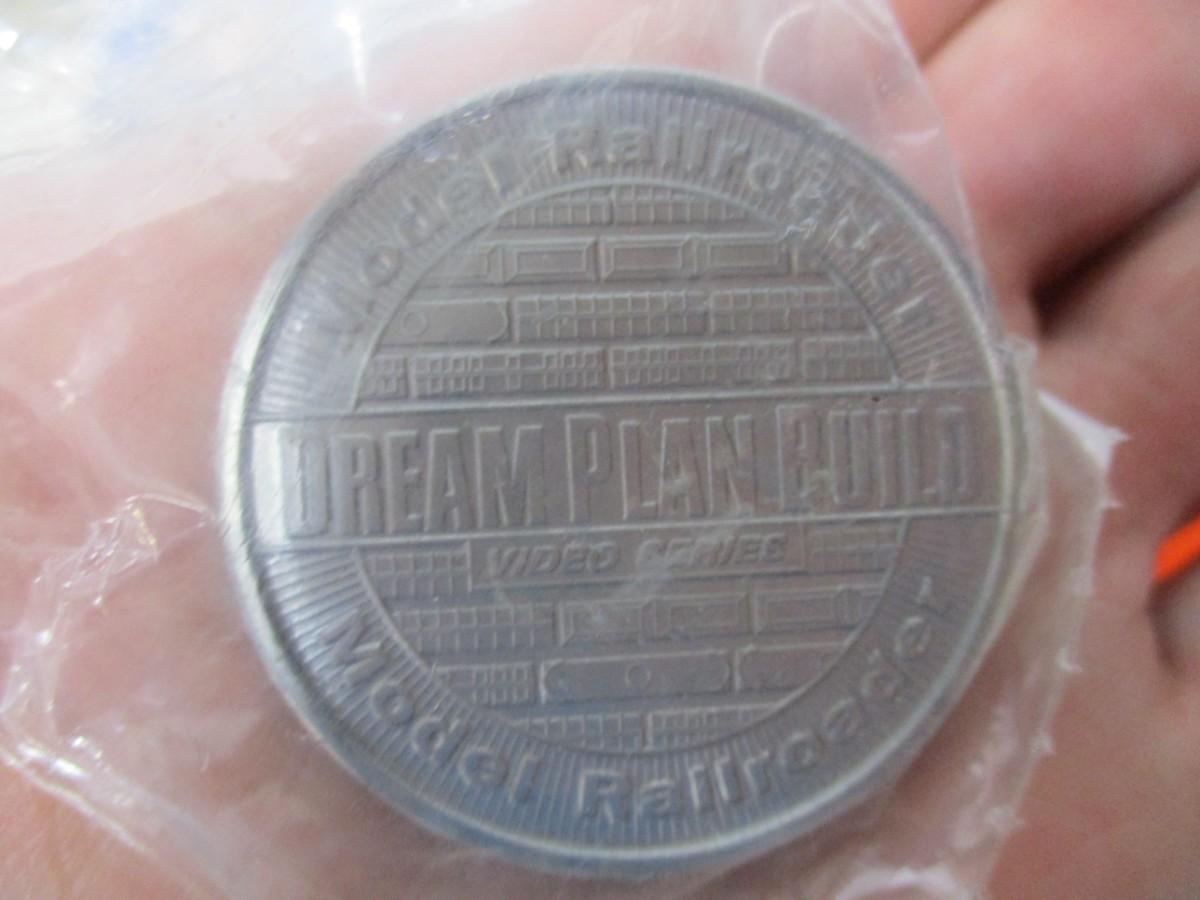 Model Railroader
DREAM PLAN BUILD
VIDEO SERIES
Model Railroader